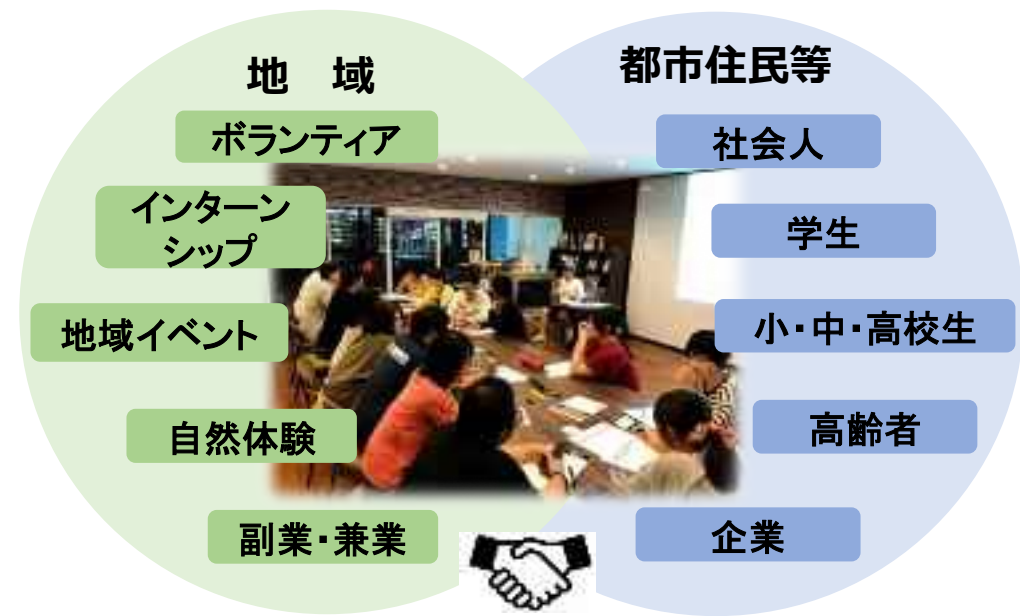 地　域
ボランティア
インターン
シップ
地域イベント
自然体験
副業・兼業
都市住民等
社会人
学生
小・中・高校生
高齢者
企業